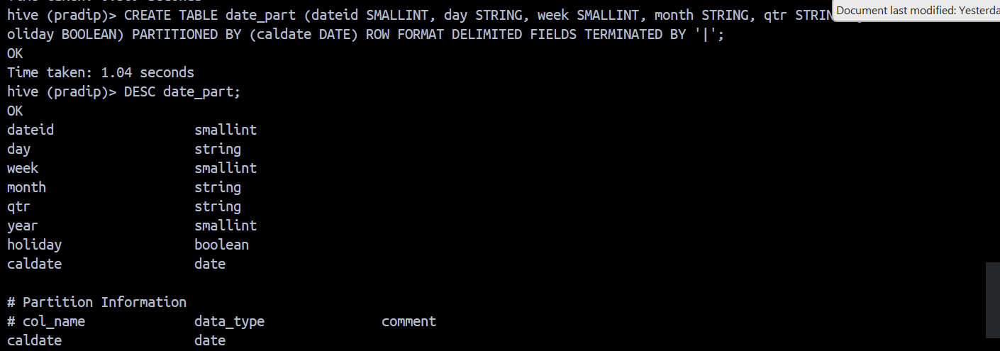 hive (pradip)> CREATE TABLE date_part (dateid SMALLINT, day STRING, week SMALLINT, month STRING, qtr STRIN
Document last modified: Yesterda
oliday BOOLEAN) PARTITIONED BY (caldate DATE) ROW FORMAT DELIMITED FIELDS TERMINATED BY '|';
OK
Time taken: 1.04 seconds
hive (pradip)> DESC date_part;
OK
dateid smallint
day string
week smallint
month string
qtr string
year smallint
holiday boolean
caldate date
# Partition Information
# col_name data_type comment
caldate date